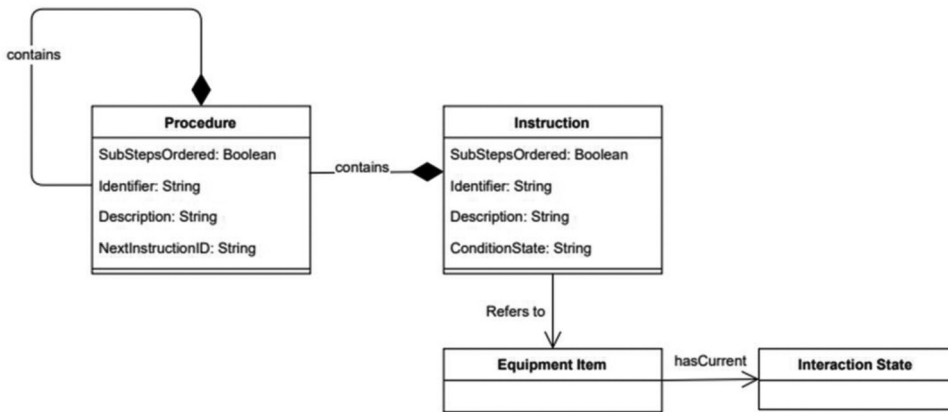 contains
Procedure
SubStepsOrdered: Boolean
Identifier: String
Description: String
NextInstructionID: String
contains
Instruction
SubStepsOrdered: Boolean
Identifier: String
Description: String
ConditionState: String
Refers to
Equipment Item
hasCurrent
Interaction State